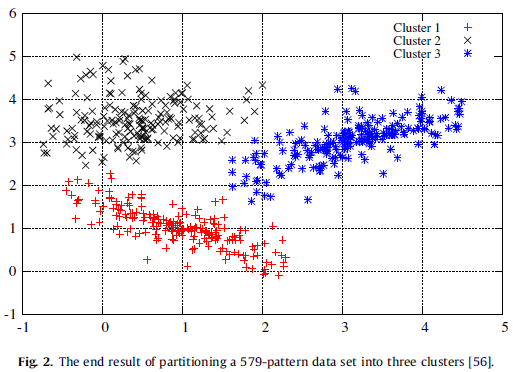 6
5
4
3
2
1
0
-1
-1 0 1 2 3 4 5
Cluster 1
Cluster 2
Cluster 3
Fig. 2. The end result of partitioning a 579-pattern data set into three clusters [56].